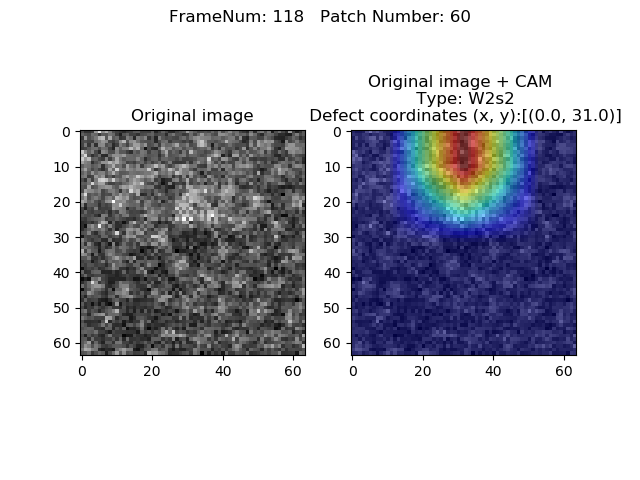 FrameNum: 118   Patch Number: 60
Original image
Original image + CAM
Type: W2s2
Defect coordinates (x, y):[(0.0, 31.0)]
0
10
20
30
40
50
60
0 20 40 60
0
10
20
30
40
50
60
0 20 40 60